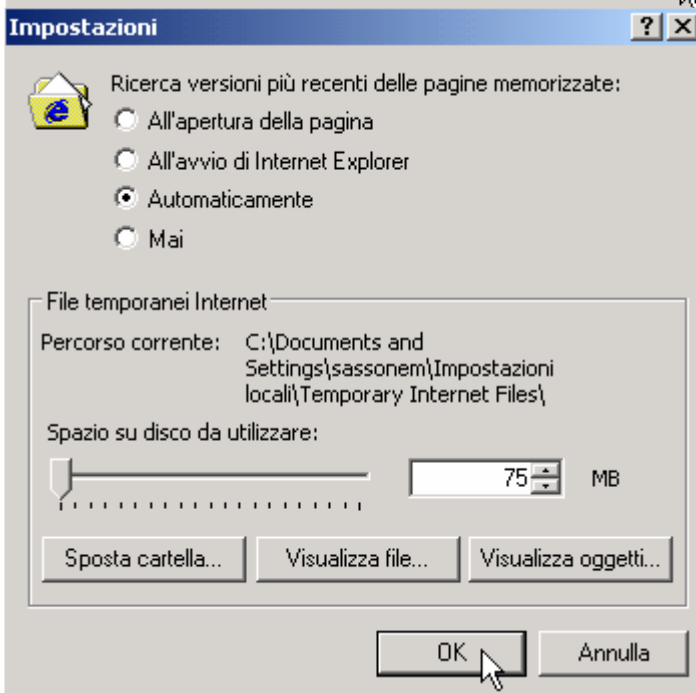 Impostazioni
Ricerca versioni più recenti delle pagine memorizzate:
All'apertura della pagina
All'avvio di Internet Explorer
Automaticamente
Mai
File temporanei Internet
Percorso corrente: C:\Documents and
Settings\sassonem\Impostazioni
locali\Temporary Internet Files\
Spazio su disco da utilizzare:
75 MB
Sposta cartella... Visualizza file... Visualizza oggetti...
OK Annulla